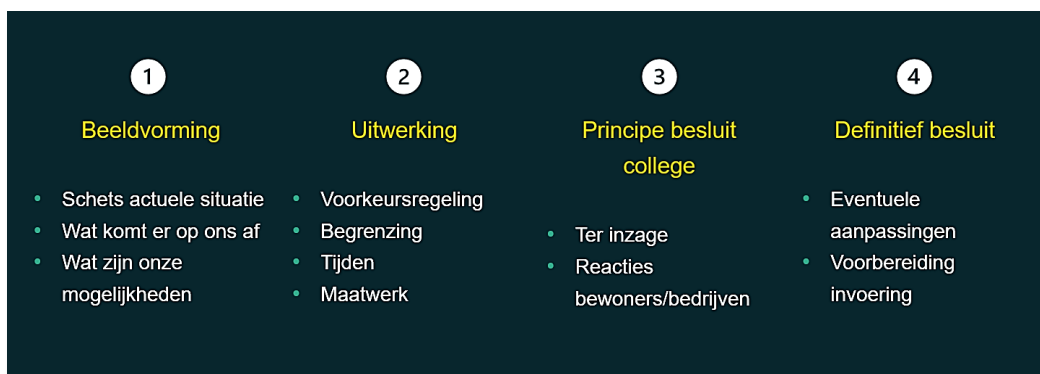 1
Beeldvorming
• Schets actuele situatie
• Wat komt er op ons af
• Wat zijn onze
mogelijkheden
2
Uitwerking
• Voorkeursregeling
• Begrenzing
• Tijden
• Maatwerk
3
Principe besluit
college
• Ter inzage
• Reacties
bewoners/bedrijven
4
Definitief besluit
• Eventuele
aanpassingen
• Voorbereiding
invoering